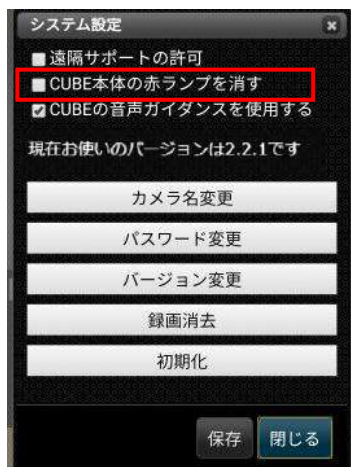 システム設定
遠隔サポートの許可
CUBE本体の赤ランプを消す
CUBEの音声ガイダンスを使用する
現在お使いのバージョンは2.2.1です
カメラ名変更
パスワード変更
バージョン変更
録画消去
初期化
保存 閉じる